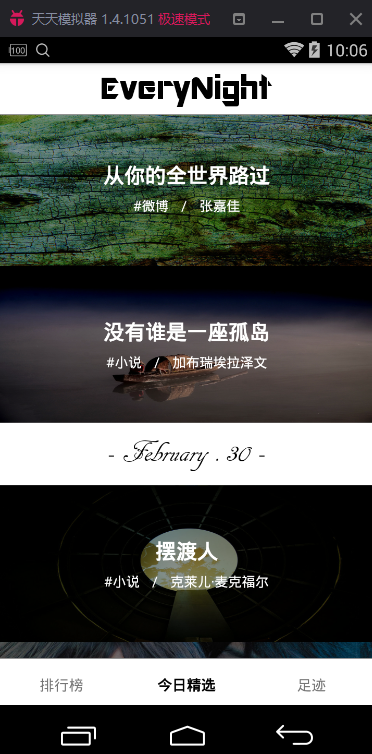 天天模拟器 1.4.1051 极速模式
100
10:06
EveryNight
从你的全世界路过
#微博 / 张嘉佳
没有谁是一座孤岛
#小说 / 加布瑞埃拉泽文
- February . 30 -
摆渡人
#小说 / 克莱儿·麦克福尔
排行榜 今日精选 足迹